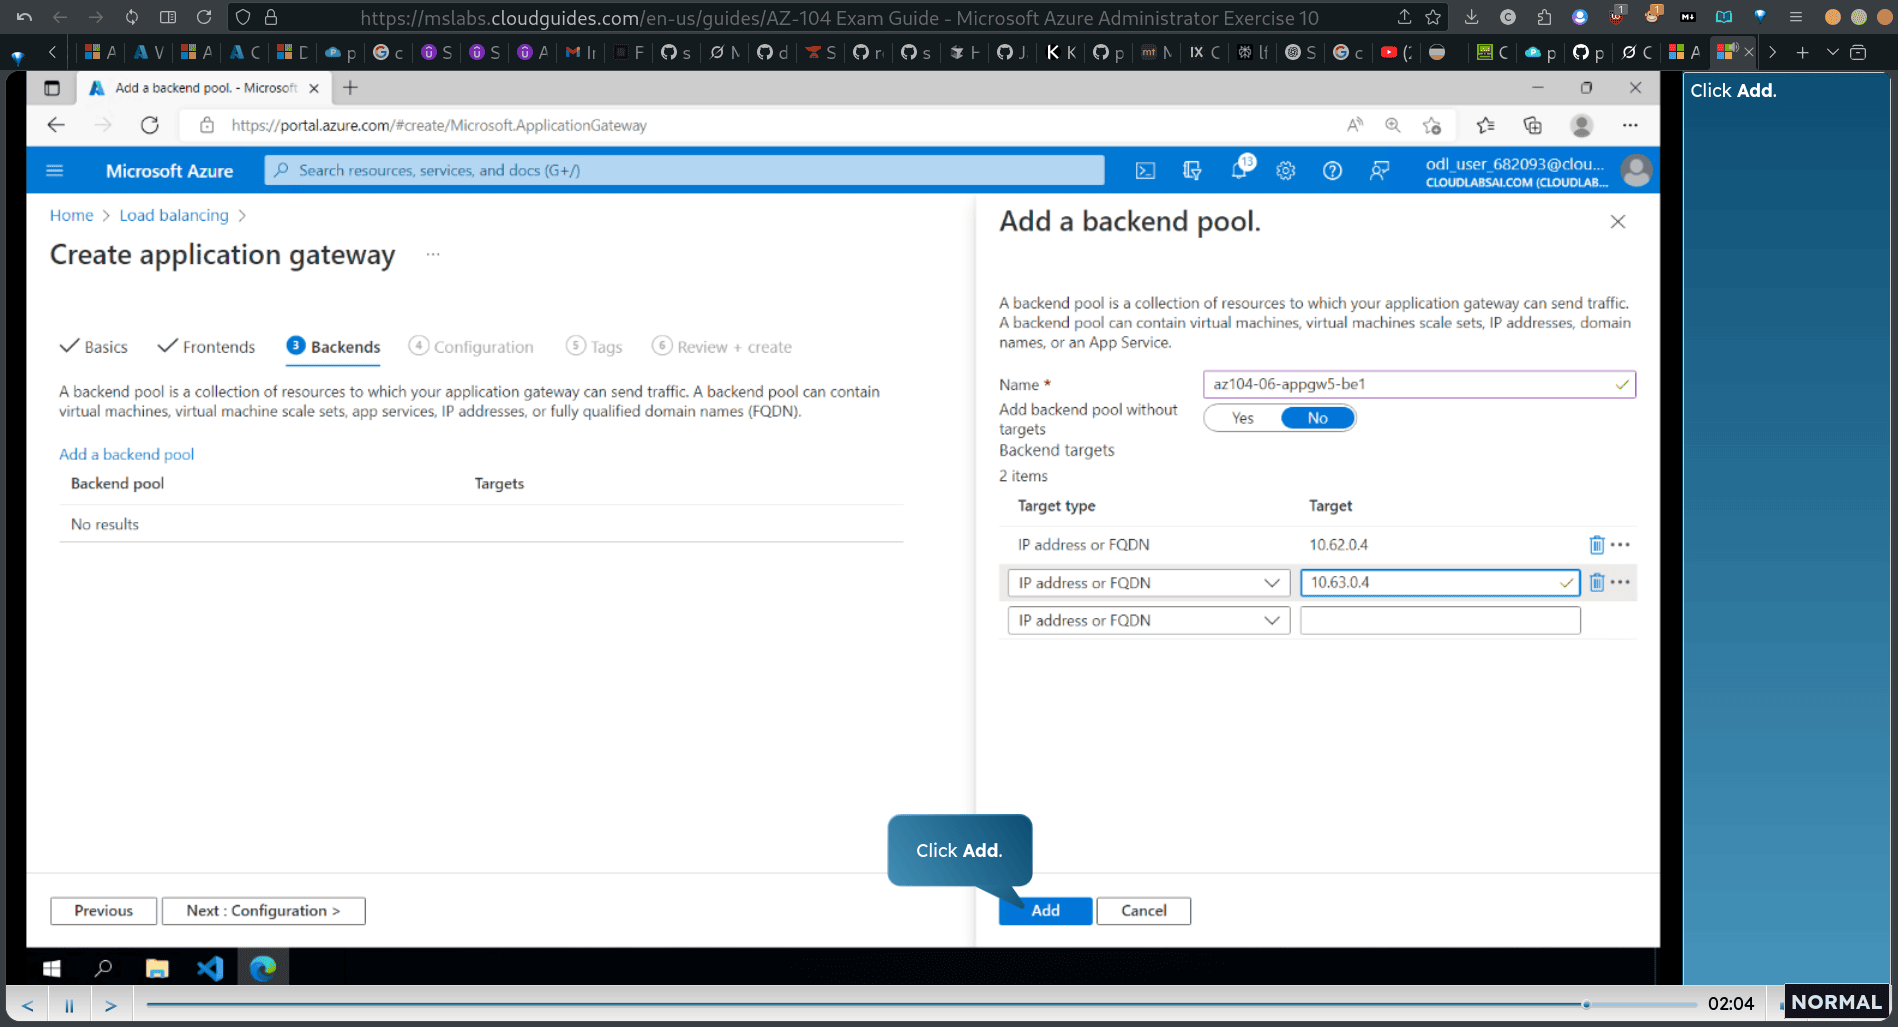 https://mslabs.cloudguides.com/en-us/guides/AZ-104 Exam Guide - Microsoft Azure Administrator Exercise 10
Add a backend pool. - Microsoft
https://portal.azure.com/#create/Microsoft.ApplicationGateway
Microsoft Azure
Search resources, services, and docs (G+/)
13
odl_user_682093@clou...
CLOUDLABSAI.COM (CLOUDLAB...
Home > Load balancing >
Create application gateway ...
Basics
Frontends
3 Backends
4 Configuration
5 Tags
6 Review + create
A backend pool is a collection of resources to which your application gateway can send traffic. A backend pool can contain
virtual machines, virtual machine scale sets, app services, IP addresses, or fully qualified domain names (FQDN).
Add a backend pool
Backend pool Targets
No results
Previous
Next : Configuration >
Add a backend pool.
A backend pool is a collection of resources to which your application gateway can send traffic.
A backend pool can contain virtual machines, virtual machines scale sets, IP addresses, domain
names, or an App Service.
Name *
az104-06-appgw5-be1
Add backend pool without
targets
Yes No
Backend targets
2 items
Target type Target
IP address or FQDN 10.62.0.4
IP address or FQDN 10.63.0.4
IP address or FQDN
Click Add.
Add
Cancel
Click Add.
02:04
NORMAL